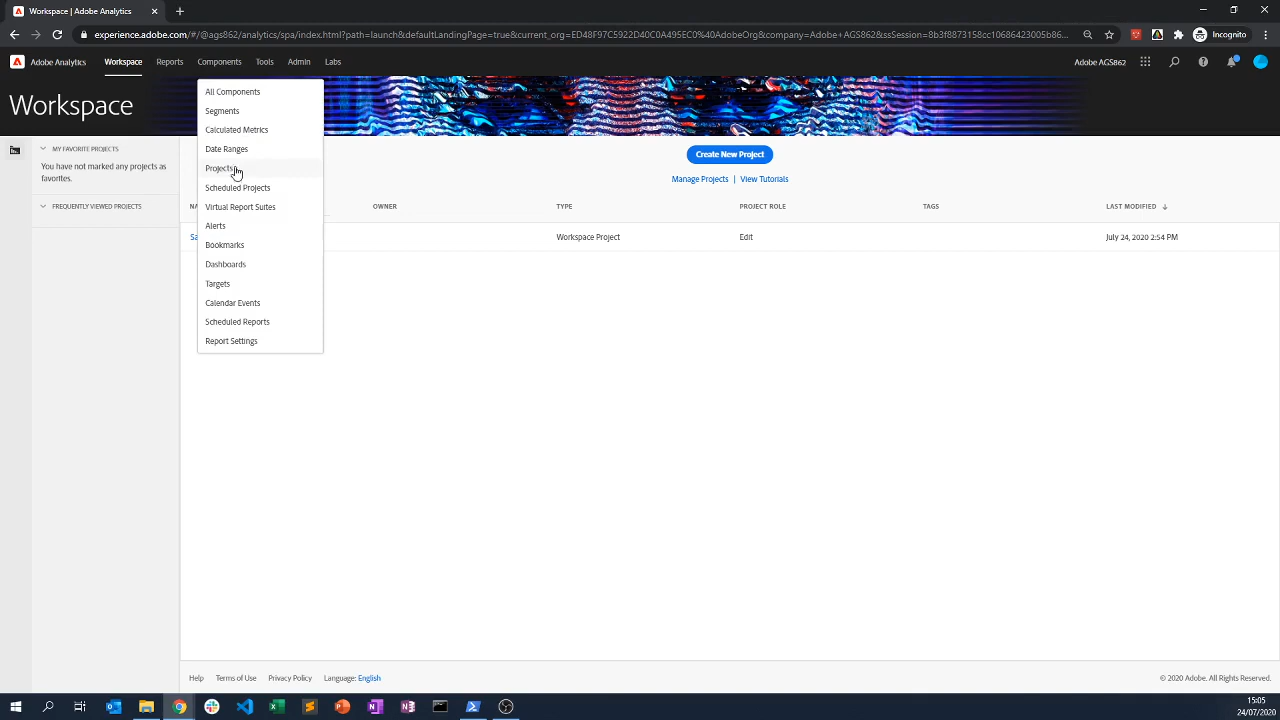 Workspace | Adobe Analytics
experience.adobe.com/#/@ags862/analytics/spa/index.html?path=launch&defaultLandingPage=true&current_org=ED48F97C5922D40C0A495EC0%40AdobeOrg&company=Adobe+AGS862&ssSession=8b3f8873158cc10686423005b86...
Incognito
Adobe Analytics
Workspace
Reports
Components
Tools
Admin
Labs
Adobe AGS862
Workspace
All Components
Segments
Calculated Metrics
Date Ranges
Projects
Scheduled Projects
Virtual Report Suites
Alerts
Bookmarks
Dashboards
Targets
Calendar Events
Scheduled Reports
Report Settings
MY FAVORITE PROJECTS
You have not marked any projects as
favorites.
FREQUENTLY VIEWED PROJECTS
Create New Project
Manage Projects | View Tutorials
OWNER
TYPE
PROJECT ROLE
TAGS
LAST MODIFIED
Workspace Project
Edit
July 24, 2020 2:54 PM
Help
Terms of Use
Privacy Policy
Language: English
© 2020 Adobe. All Rights Reserved.
15:05
24/07/2020